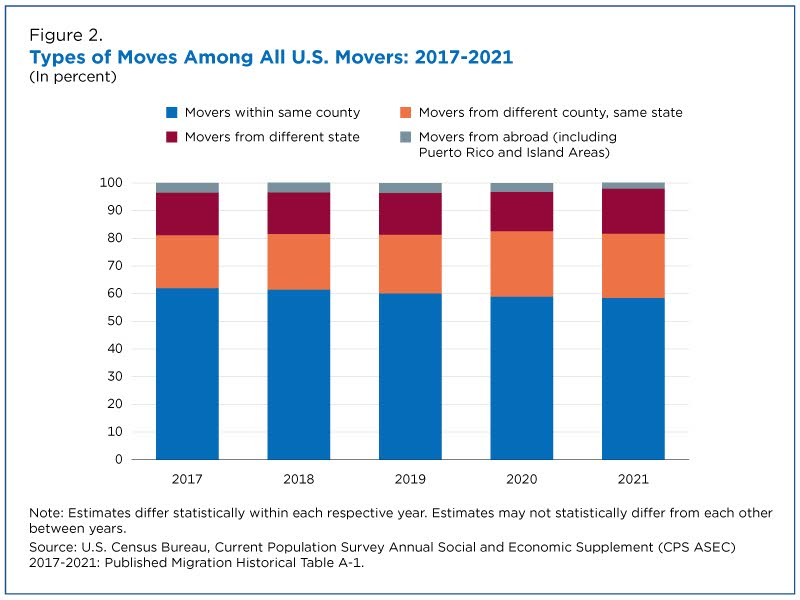 Figure 2.
Types of Moves Among All U.S. Movers: 2017-2021
(In percent)
Movers within same county
Movers from different county, same state
Movers from different state
Movers from abroad (including
Puerto Rico and Island Areas)
100
90
80
70
60
50
40
30
20
10
0
2017 2018 2019 2020 2021
Note: Estimates differ statistically within each respective year. Estimates may not statistically differ from each other
between years.
Source: U.S. Census Bureau, Current Population Survey Annual Social and Economic Supplement (CPS ASEC)
2017-2021: Published Migration Historical Table A-1.